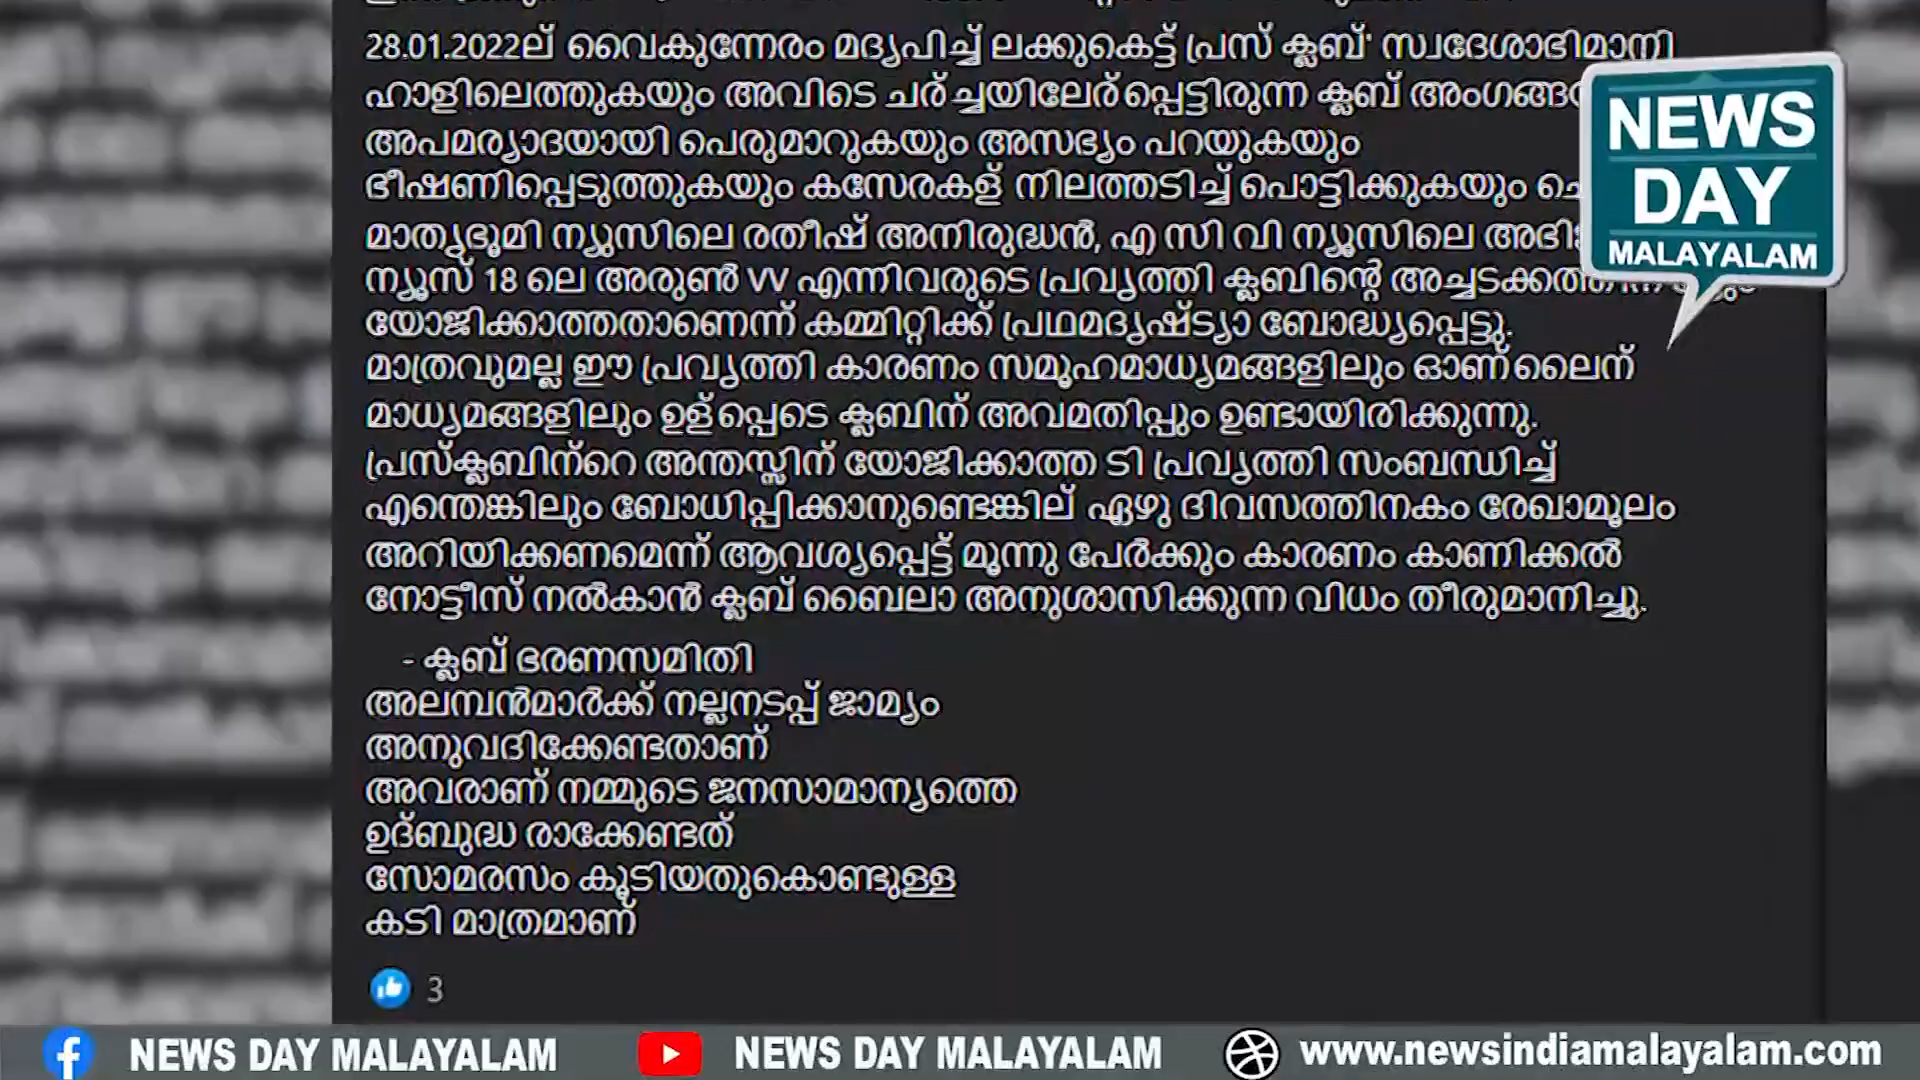 28.01.2022ല് വൈകുന്നേരം മദ്യപിച്ച് ലക്കുകെട്ട് പ്രസ് ക്ലബ് സ്വദേശാഭിമാനി
ഹാളിലെത്തുകയും അവിടെ ചര്ച്ചയിലേര്പ്പെട്ടിരുന്ന ക്ലബ്
അപമര്യാദയായി പെരുമാറുകയും അസഭ്യം പറയുകയും
ഭീഷണിപ്പെടുത്തുകയും കസേരകള് നിലത്തടിച്ച് പൊട്ടിക്കുകയും
മാതൃഭൂമി ന്യുസിലെ രതീഷ് അനിരുദ്ധൻ, എ സി വി ന്യൂസിലെ
ന്യൂസ് 18 ലെ അരുൺ VV എന്നിവരുടെ പ്രവൃത്തി ക്ലബിന്റെ
യോജിക്കാത്തതാണെന്ന് കമ്മിറ്റിക്ക് പ്രഥമദൃഷ്ട്യാ ബോദ്ധ്യപ്പെട്ടു.
മാത്രവുമല്ല ഈ പ്രവൃത്തി കാരണം സമൂഹമാധ്യമങ്ങളിലും ഓണ്ലൈന്
മാധ്യമങ്ങളിലും ഉള്പ്പെടെ ക്ലബിന് അവമതിപ്പും ഉണ്ടായിരിക്കുന്നു.
പ്രസ്ക്ലബിന്റെ അന്തസ്സിന് യോജിക്കാത്ത ടി പ്രവൃത്തി സംബന്ധിച്ച്
എന്തെങ്കിലും ബോധിപ്പിക്കാനുണ്ടെങ്കില് ഏഴു ദിവസത്തിനകം രേഖാമൂലം
അറിയിക്കണമെന്ന് ആവശ്യപ്പെട്ട് മൂന്നു പേർക്കും കാരണം കാണിക്കൽ
നോട്ടീസ് നൽകാൻ ക്ലബ് ബൈലാ അനുശാസിക്കുന്ന വിധം തീരുമാനിച്ചു.
- ക്ലബ് ഭരണസമിതി
അലമ്പൻമാർക്ക് നല്ലനടപ്പ് ജാമ്യം
അനുവദിക്കേണ്ടതാണ്
അവരാണ് നമ്മുടെ ജനസാമാന്യത്തെ
ഉദ്ബുദ്ധ രാക്കേണ്ടത്
സോമരസം കൂടിയതുകൊണ്ടുള്ള
കടി മാത്രമാണ്
3
NEWS
DAY
MALAYALAM
NEWS DAY MALAYALAM
NEWS DAY MALAYALAM
www.newsindiamalayalam.com